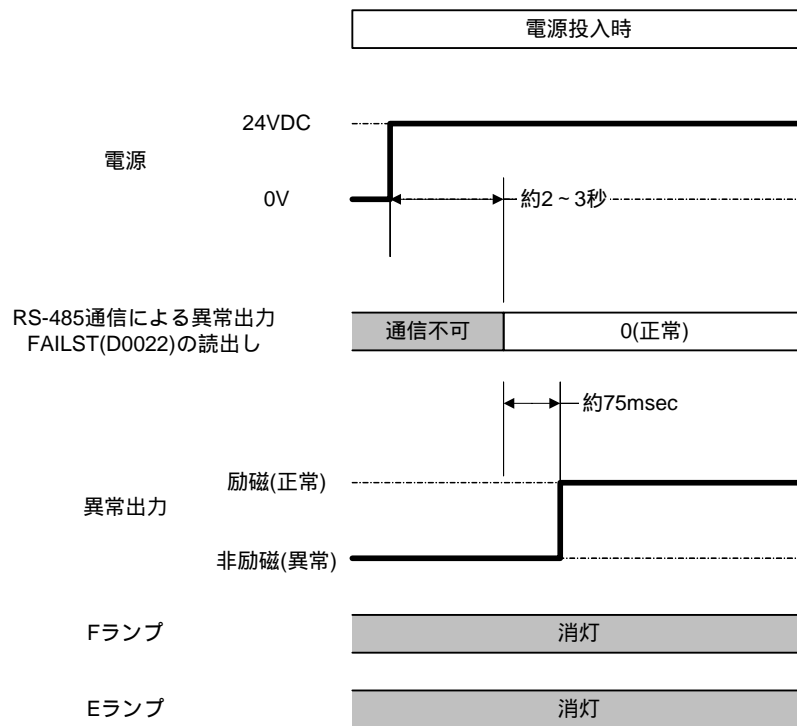 電源投入時
24VDC
電源
0V
約2～3秒
RS-485通信による異常出力
FAILST(D0022)の読出し
通信不可
0(正常)
約75msec
励磁(正常)
異常出力
非励磁(異常)
Fランプ
消灯
Eランプ
消灯